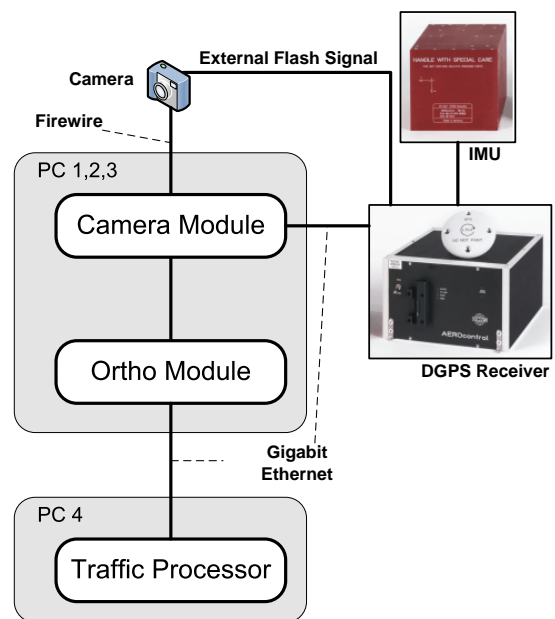 External Flash Signal
Camera
Firewire
HANDLE WITH SPECIAL CARE
IMU
PC 1,2,3
Camera Module
Ortho Module
AEROcontrol
DGPS Receiver
Gigabit
Ethernet
PC 4
Traffic Processor